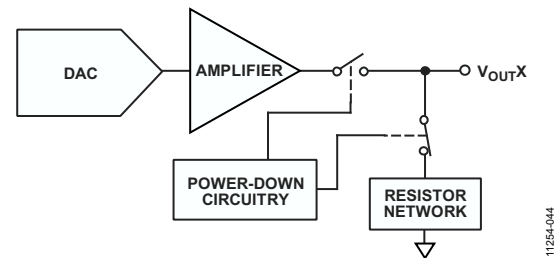 DAC
AMPLIFIER
VOUTX
POWER-DOWN
CIRCUITRY
RESISTOR
NETWORK
11254-044